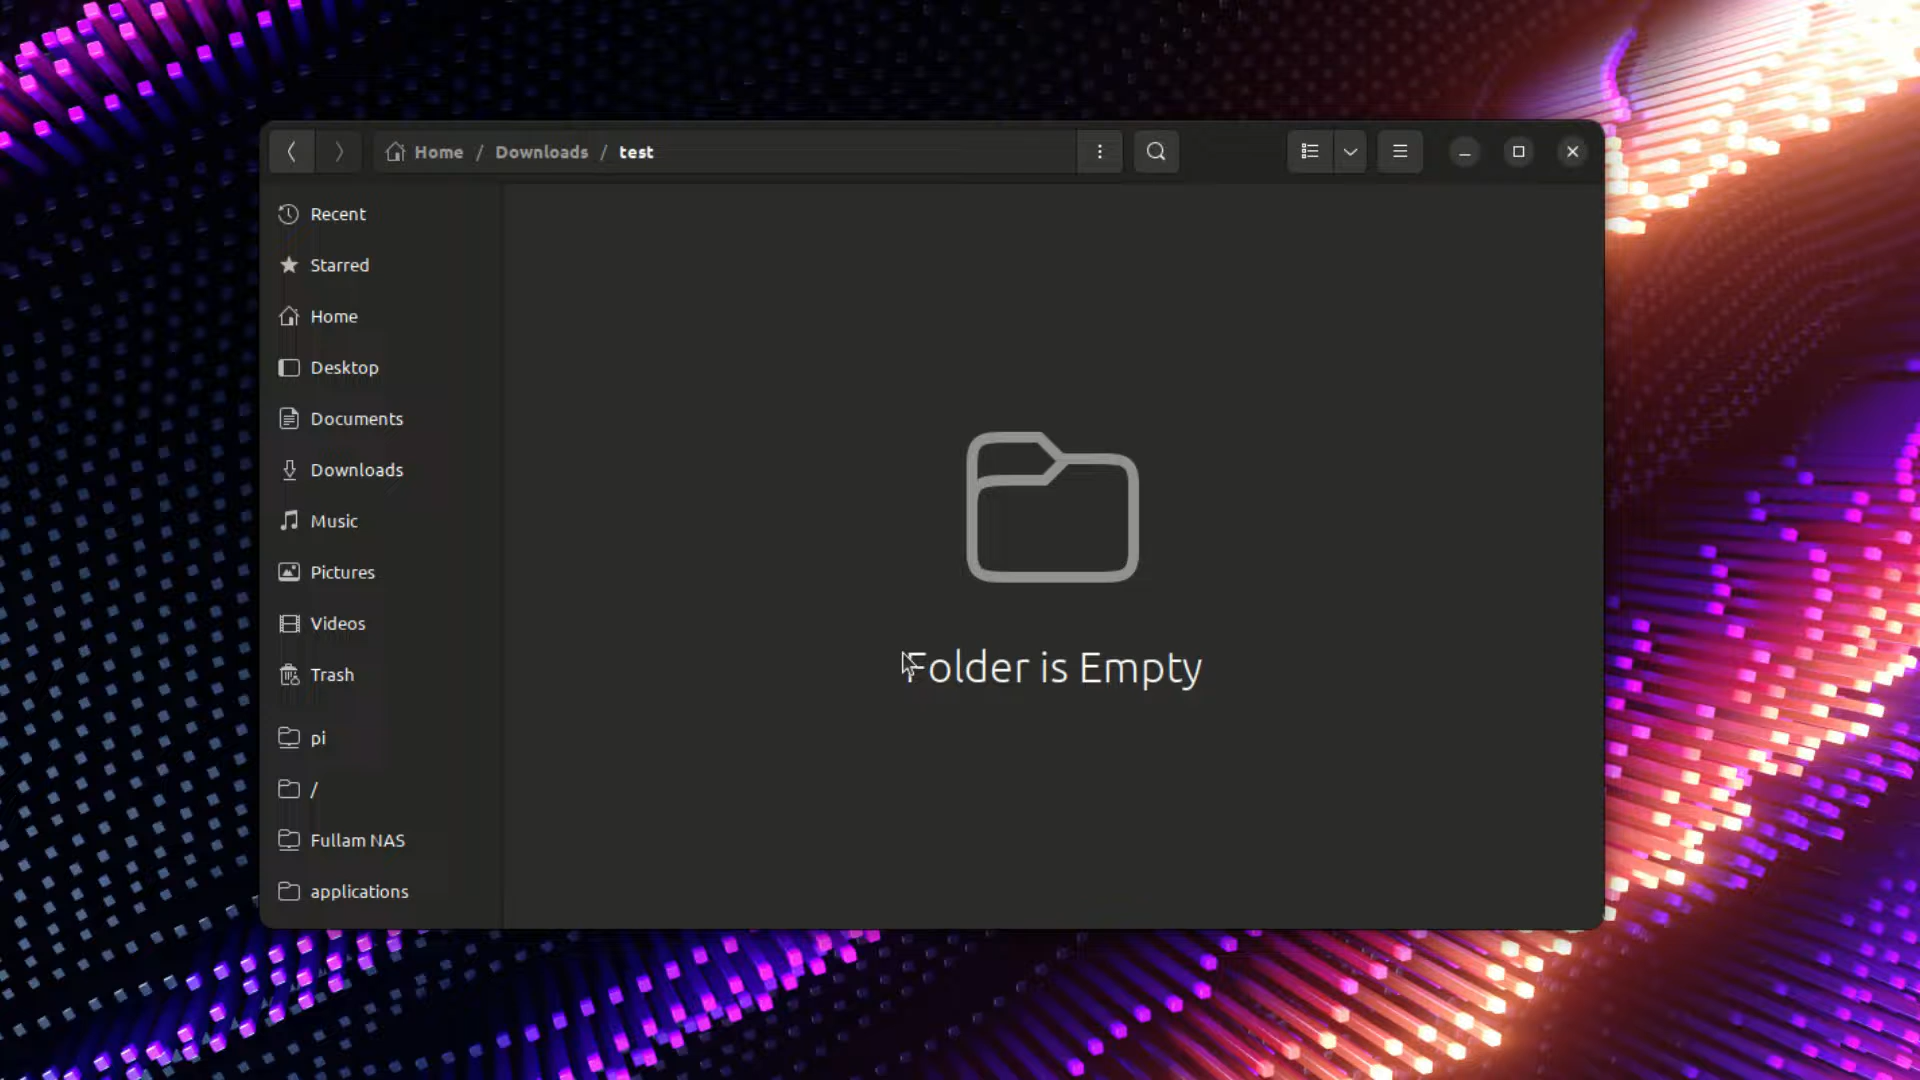 Home / Downloads / test
Recent
Starred
Home
Desktop
Documents
Downloads
Music
Pictures
Videos
Trash
pi
/
Fullam NAS
applications
Folder is Empty